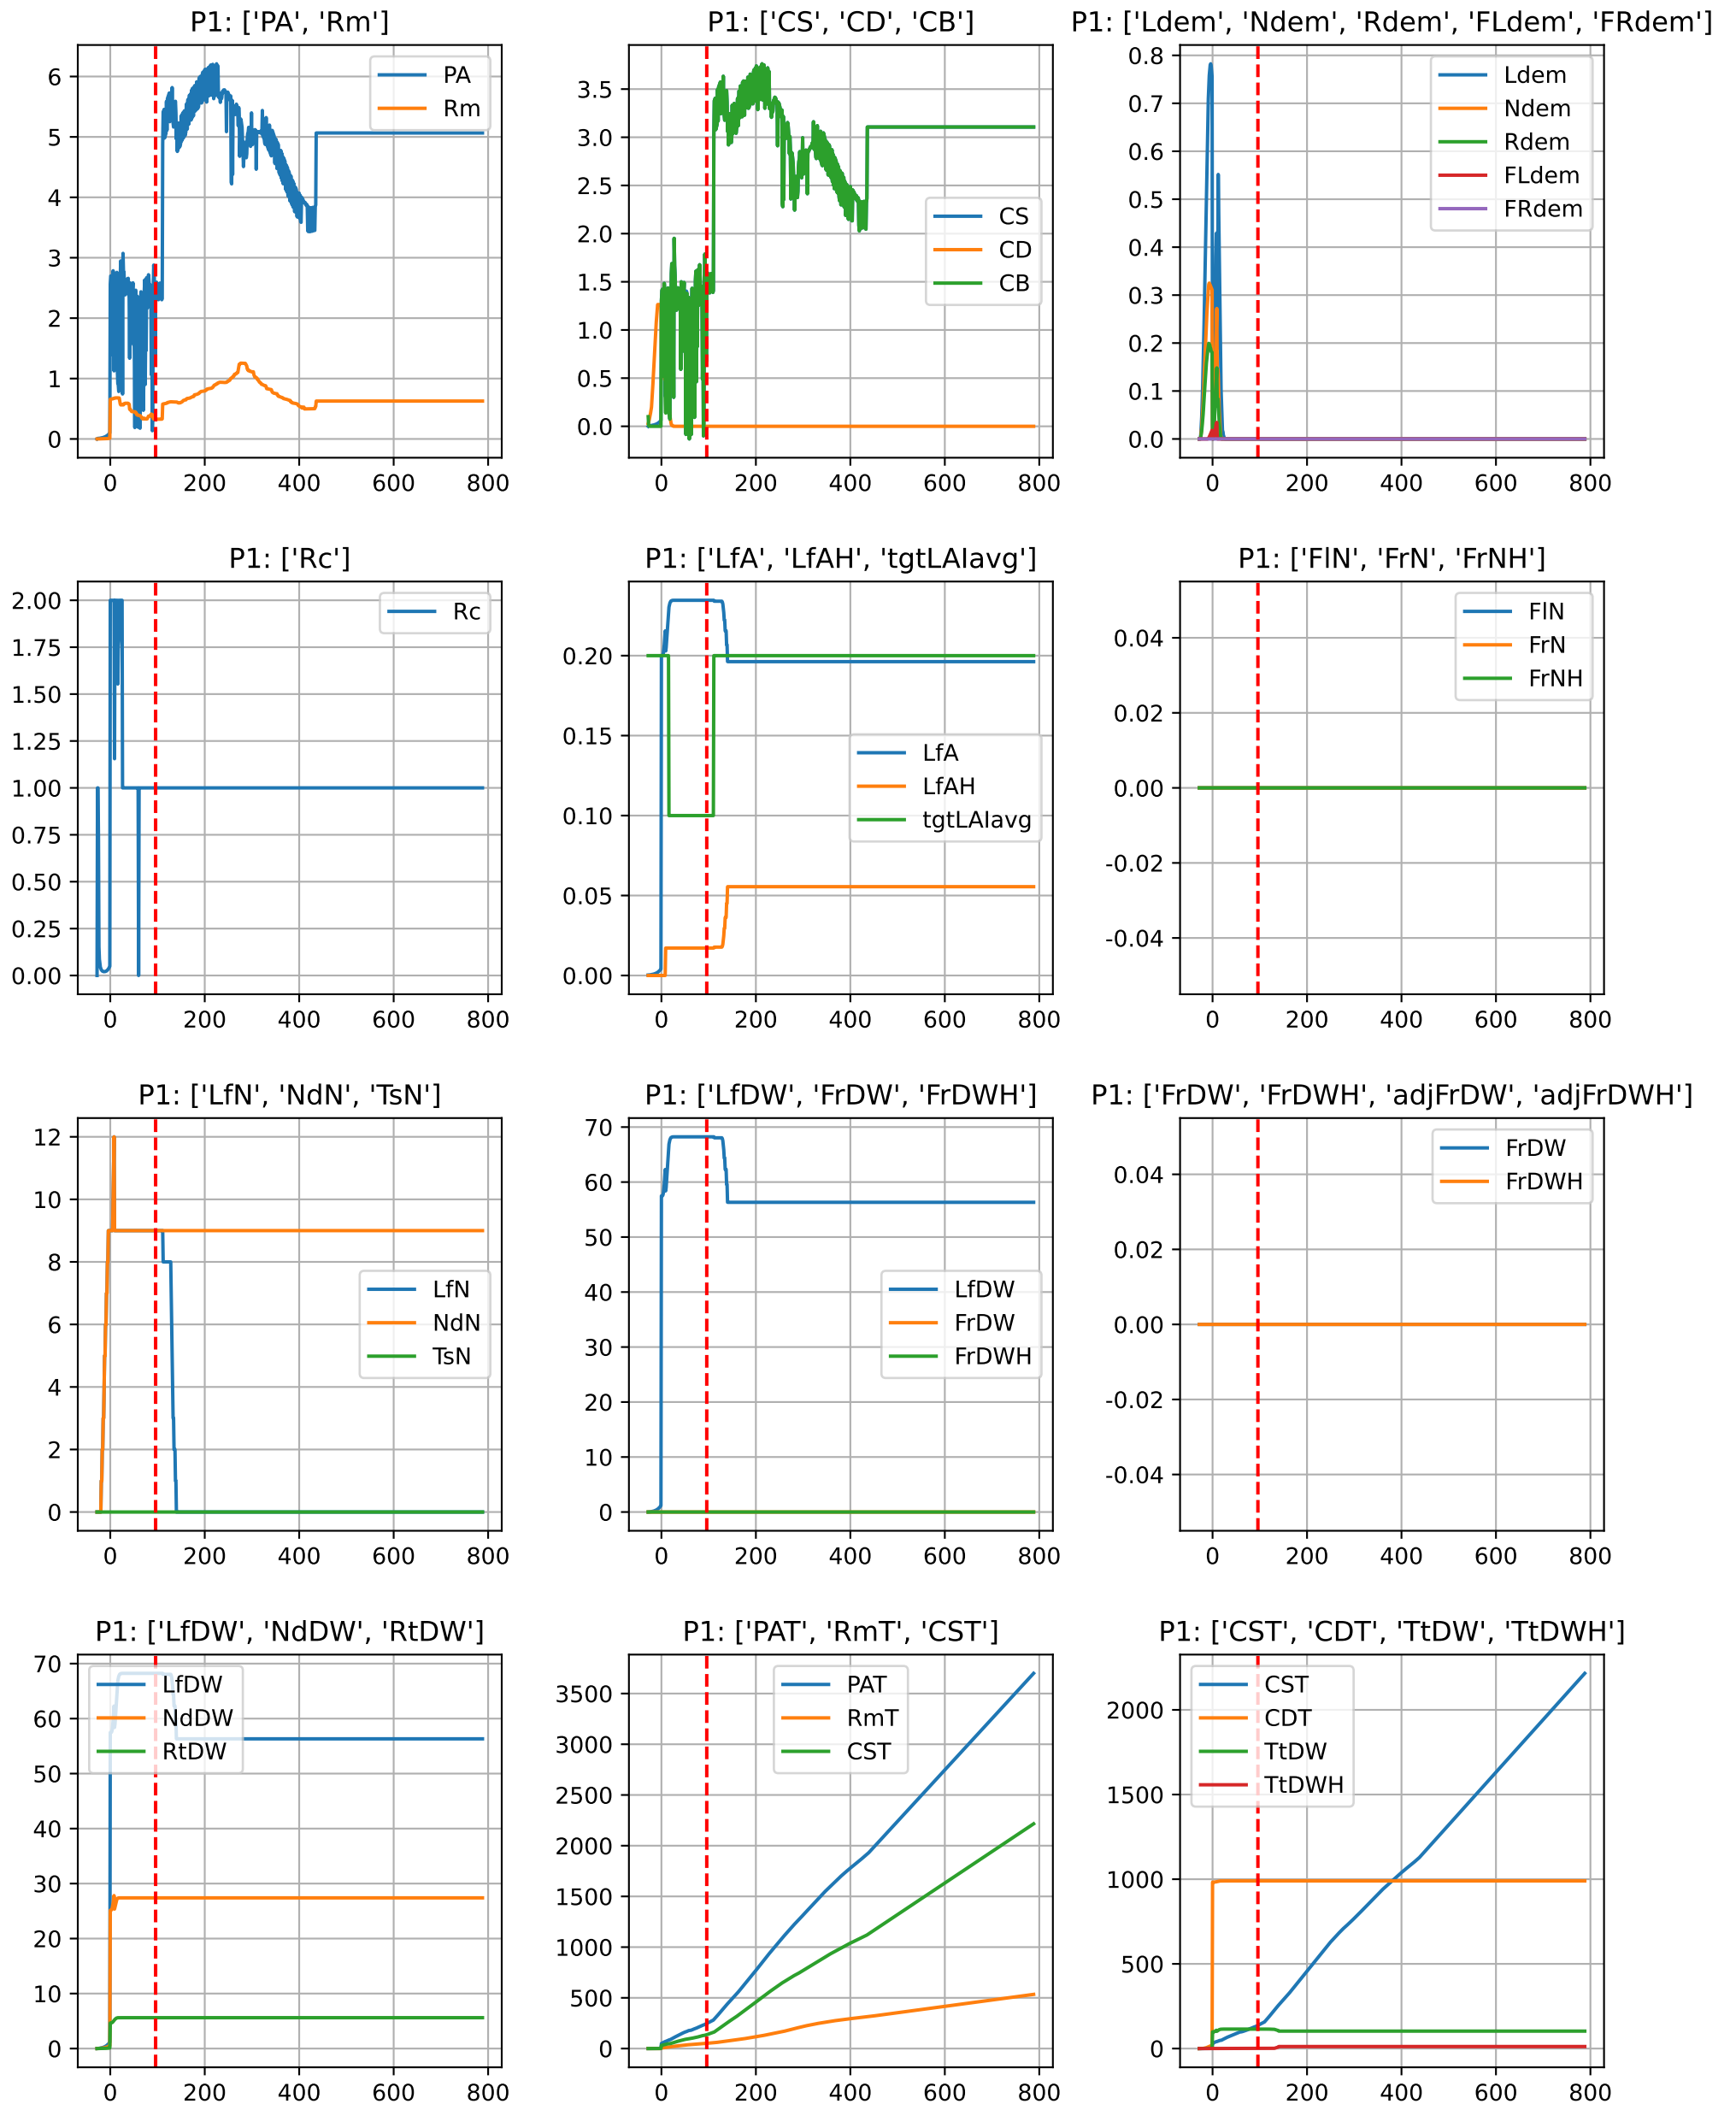 P1: ['PA', 'Rm']
P1: ['CS', 'CD', 'CB']
P1: ['Ldem', 'Ndem', 'Rdem', 'FLdem', 'FRdem']
6
5
4
3
2
1
0
PA
Rm
0 200 400 600 800
3.5
3.0
2.5
2.0
1.5
1.0
0.5
0.0
CS
CD
CB
0 200 400 600 800
0.8
0.7
0.6
0.5
0.4
0.3
0.2
0.1
0.0
Ldem
Ndem
Rdem
FLdem
FRdem
0 200 400 600 800
P1: ['Rc']
P1: ['LfA', 'LfAH', 'tgtLAIavg']
P1: ['FlN', 'FrN', 'FrNH']
2.00
1.75
1.50
1.25
1.00
0.75
0.50
0.25
0.00
Rc
0 200 400 600 800
0.20
0.15
0.10
0.05
0.00
LfA
LfAH
tgtLAIavg
0 200 400 600 800
0.04
0.02
0.00
-0.02
-0.04
FlN
FrN
FrNH
0 200 400 600 800
P1: ['LfN', 'NdN', 'TsN']
P1: ['LfDW', 'FrDW', 'FrDWH']
P1: ['FrDW', 'FrDWH', 'adjFrDW', 'adjFrDWH']
12
10
8
6
4
2
0
LfN
NdN
TsN
0 200 400 600 800
70
60
50
40
30
20
10
0
LfDW
FrDW
FrDWH
0 200 400 600 800
0.04
0.02
0.00
-0.02
-0.04
FrDW
FrDWH
0 200 400 600 800
P1: ['LfDW', 'NdDW', 'RtDW']
P1: ['PAT', 'RmT', 'CST']
P1: ['CST', 'CDT', 'TtDW', 'TtDWH']
70
60
50
40
30
20
10
0
LfDW
NdDW
RtDW
0 200 400 600 800
3500
3000
2500
2000
1500
1000
500
0
PAT
RmT
CST
0 200 400 600 800
2000
1500
1000
500
0
CST
CDT
TtDW
TtDWH
0 200 400 600 800